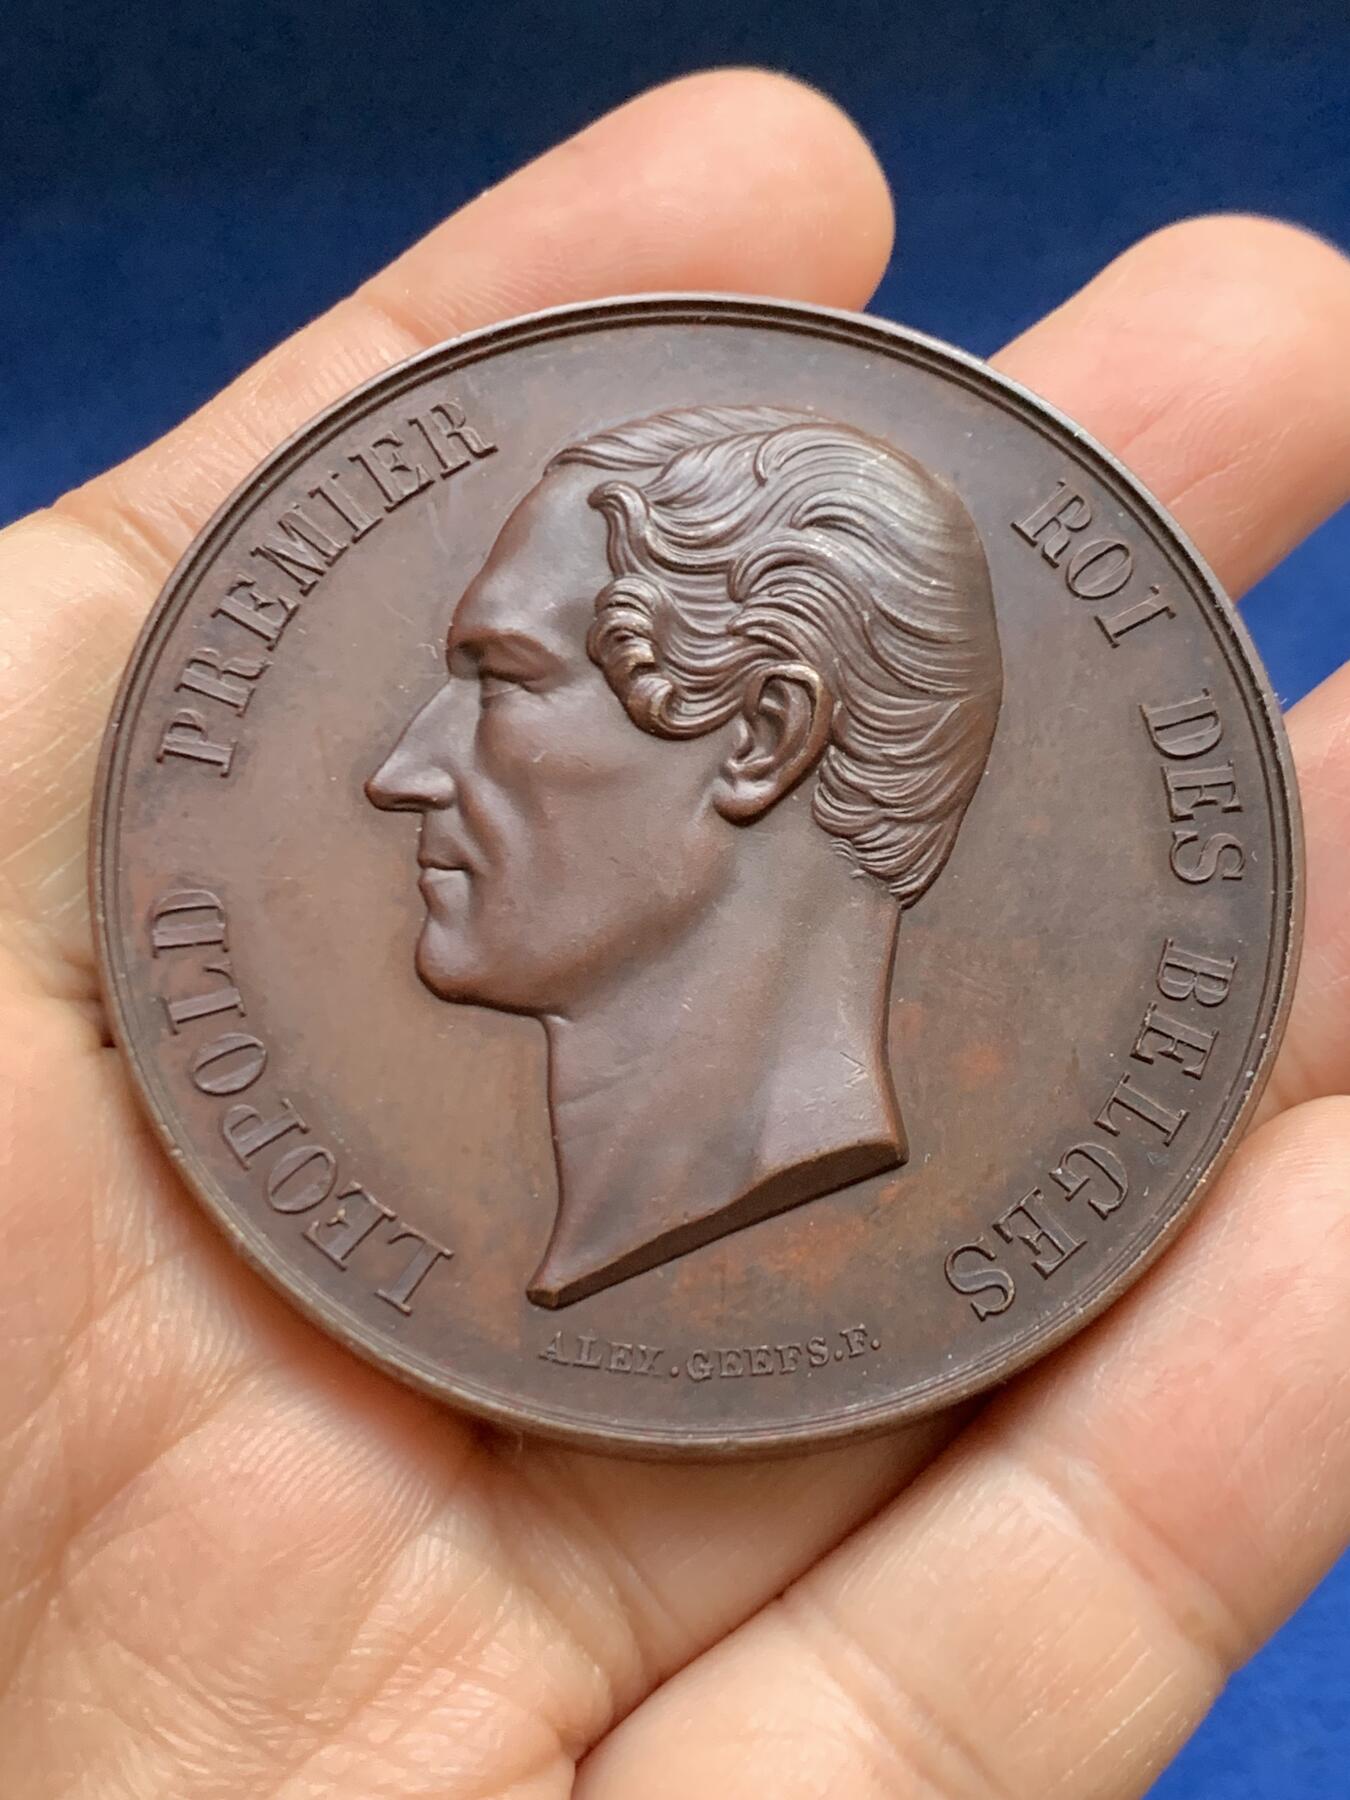 LEOPOLD PREMIER ROI DES BELGES
ALEX. GEEFS. F.